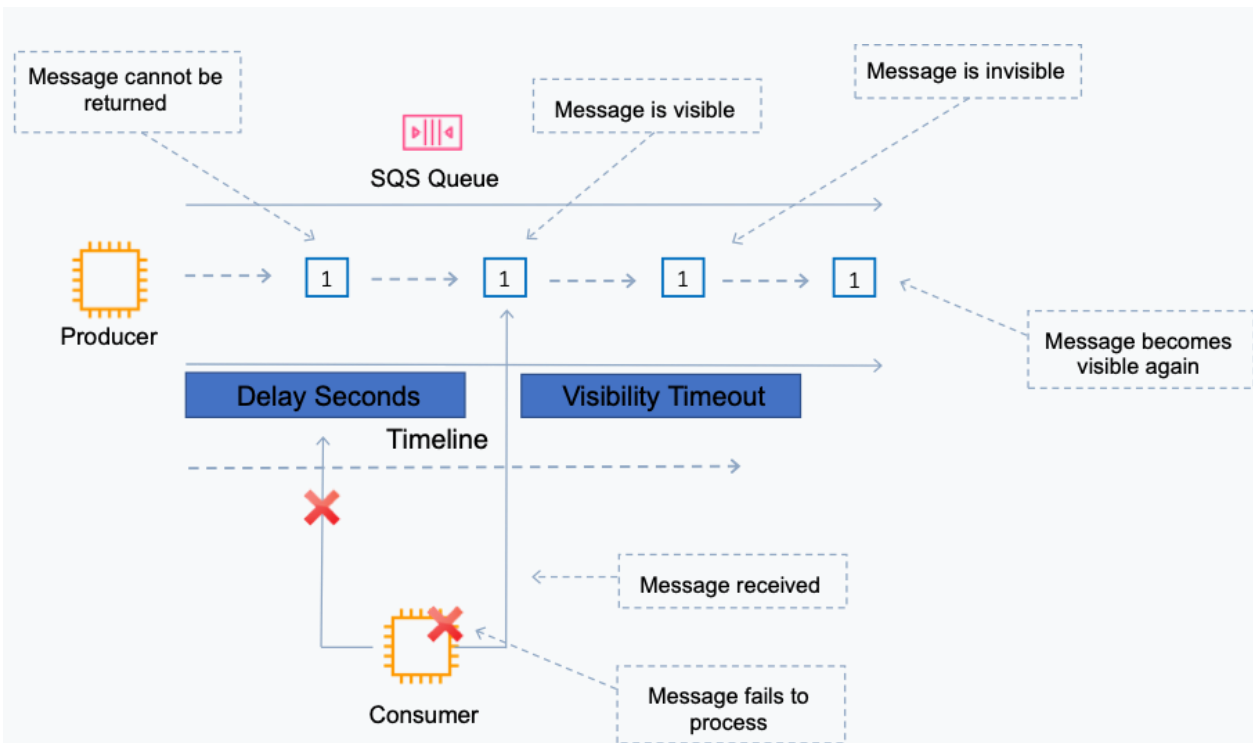 Message cannot be
returned
Message is visible
Message is invisible
SQS Queue
1
1
1
1
Producer
Message becomes
visible again
Delay Seconds
Visibility Timeout
Timeline
Message received
Message fails to
process
Consumer